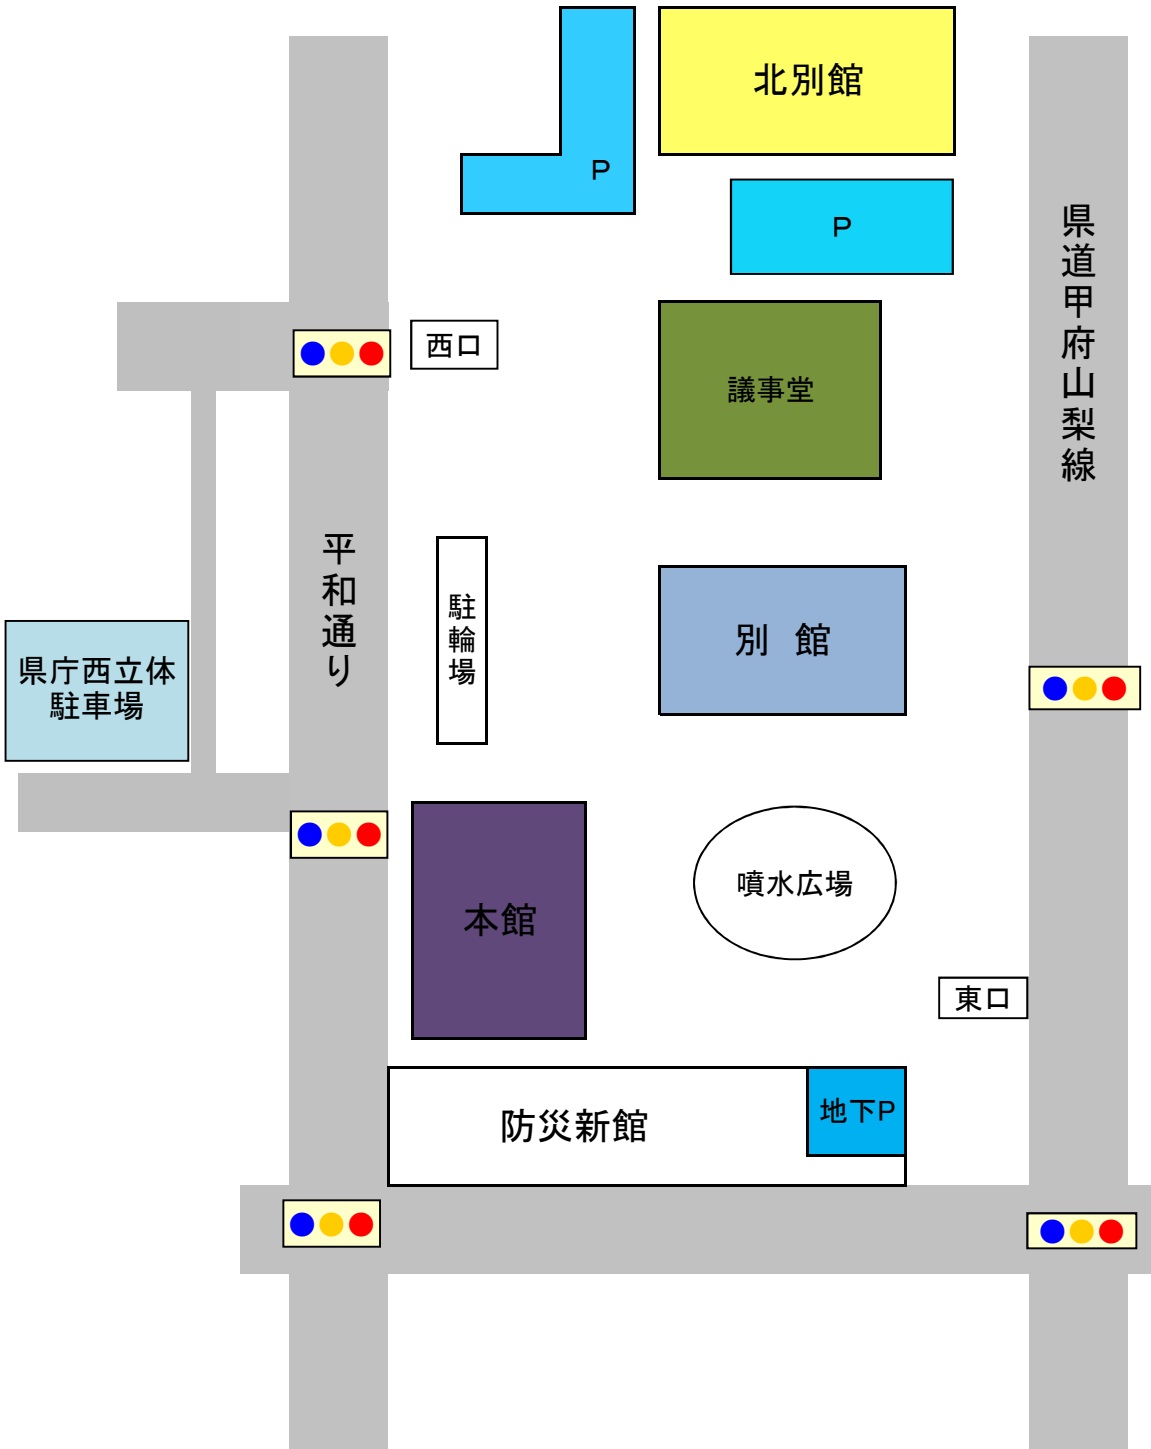 北別館
P
P
県道甲府山梨線
西口
議事堂
平和通り
駐輪場
別 館
県庁西立体
駐車場
噴水広場
本館
東口
地下P
防災新館